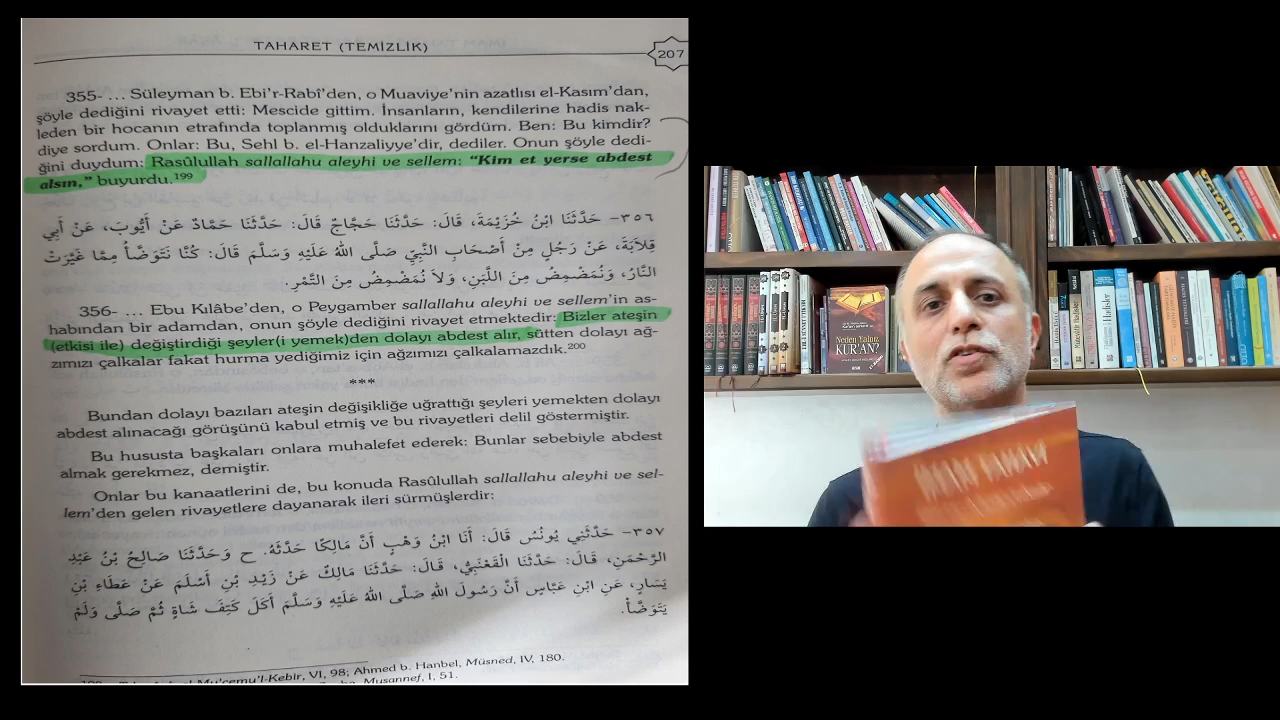 TAHARET (TEMİZLİK)
207
355- ... Süleyman b. Ebi'r-Rabî'den, o Muaviye'nin azatlısı el-Kasım'dan,
şöyle dediğini rivayet etti: Mescide gittim. İnsanların, kendilerine hadis nak-
leden bir hocanın etrafında toplanmış olduklarını gördüm. Ben: Bu kimdir?
diye sordum. Onlar: Bu, Sehl b. el-Hanzaliyye'dir, dediler. Onun şöyle dedi-
ğini duydum: Rasûlullah sallallahu aleyhi ve sellem: "Kim et yerse abdest
alsın," buyurdu.199
٣٥٦- حَدَّثَنَا ابْنُ خُزَيْمَةَ، قَالَ: حَدَّثَنَا حَجَّاجٌ قَالَ: حَدَّثَنَا حَمَّادٌ عَنْ أَيُّوبَ، عَنْ أَبِي
قِلاَبَةَ، عَنْ رَجُلٍ مِنْ أَصْحَابِ النَّبِيِّ صَلَّى اللهُ عَلَيْهِ وَسَلَّمَ قَالَ: كُنَّا نَتَوَضَّأُ مِمَّا غَيَّرَتْ
النَّارُ، وَنُمَضْمِضُ مِنَ اللَّبَنِ، وَلاَ نُمَضْمِضُ مِنَ التَّمْرِ.
356- ... Ebu Kılâbe'den, o Peygamber sallallahu aleyhi ve sellem'in as-
habından bir adamdan, onun şöyle dediğini rivayet etmektedir: Bizler ateşin
(etkisi ile) değiştirdiği şeyler(i yemek)den dolayı abdest alır, sütten dolayı ağ-
zımızı çalkalar fakat hurma yediğimiz için ağzımızı çalkalamazdık.200
***
Bundan dolayı bazıları ateşin değişikliğe uğrattığı şeyleri yemekten dolayı
abdest alınacağı görüşünü kabul etmiş ve bu rivayetleri delil göstermiştir.
Bu hususta başkaları onlara muhalefet ederek: Bunlar sebebiyle abdest
almak gerekmez, demiştir.
Onlar bu kanaatlerini de, bu konuda Rasûlullah sallallahu aleyhi ve sel-
lem'den gelen rivayetlere dayanarak ileri sürmüşlerdir:
٣٥٧- حَدَّثَنِي يُونُسُ قَالَ: أَنَا ابْنُ وَهْبٍ أَنَّ مَالِكًا حَدَّثَهُ. ح وَحَدَّثَنَا صَالِحُ بْنُ عَبْدِ
الرَّحْمَنِ، قَالَ: حَدَّثَنَا الْقَعْنَبِيُّ، قَالَ: حَدَّثَنَا مَالِكٌ عَنْ زَيْدِ بْنِ أَسْلَمَ عَنْ عَطَاءِ بْنِ
يَسَارٍ، عَنِ ابْنِ عَبَّاسٍ أَنَّ رَسُولَ اللهِ صَلَّى اللهُ عَلَيْهِ وَسَلَّمَ أَكَلَ كَتِفَ شَاةٍ ثُمَّ صَلَّى وَلَمْ
يَتَوَضَّأْ.
el-Mu'cemu'l-Kebir, VI, 98; Ahmed b. Hanbel, Müsned, IV, 180.
Musannef, I, 51.
Neden Yalnız
KUR'AN?